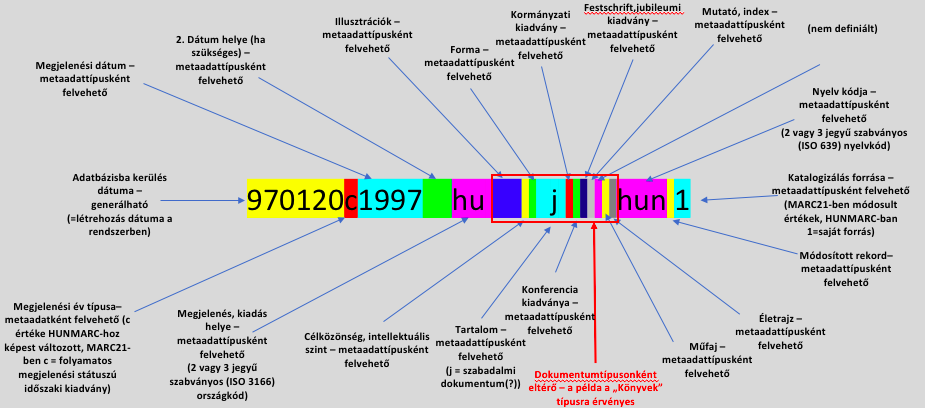 Megjelenési dátum –
metaadattípusként
felvehető
2. Dátum helye (ha
szükséges) –
metaadattípusként
felvehető
Illusztrációk –
metaadattípusként
felvehető
Forma –
metaadattípusként
felvehető
Kormányzati
kiadvány –
metaadattípusként
felvehető
Festschrift,jubileumi
kiadvány –
metaadattípusként
felvehető
Mutató, index –
metaadattípusként
felvehető
(nem definiált)
Nyelv kódja –
metaadattípusként
felvehető
(2 vagy 3 jegyű szabványos
(ISO 639) nyelvkód)
Adatbázisba kerülés
dátuma –
generálható
(=létrehozás dátuma a
rendszerben)
970120c1997 hu j hun 1
Katalogizálás forrása –
metaadattípusként felvehető
(MARC21-ben módosult
értékek, HUNMARC-ban
1=saját forrás)
Módosított rekord–
metaadattípusként
felvehető
Megjelenési év típusa–
metaadatként felvehető (c
értéke HUNMARC-hoz
képest változott, MARC21-
ben c = folyamatos
megjelenési státuszú
időszaki kiadvány)
Megjelenés, kiadás
helye –
metaadattípusként
felvehető
(2 vagy 3 jegyű
szabványos (ISO 3166)
országkód)
Célközönség, intellektuális
szint – metaadattípusként
felvehető
Tartalom –
metaadattípusként
felvehető
(j = szabadalmi
dokumentum(?))
Konferencia
kiadványa –
metaadattípusként
felvehető
Dokumentumtípusonként
eltérő – a példa a „Könyvek”
típusra érvényes
Műfaj –
metaadattípusként
felvehető
Életrajz –
metaadattípusként
felvehető